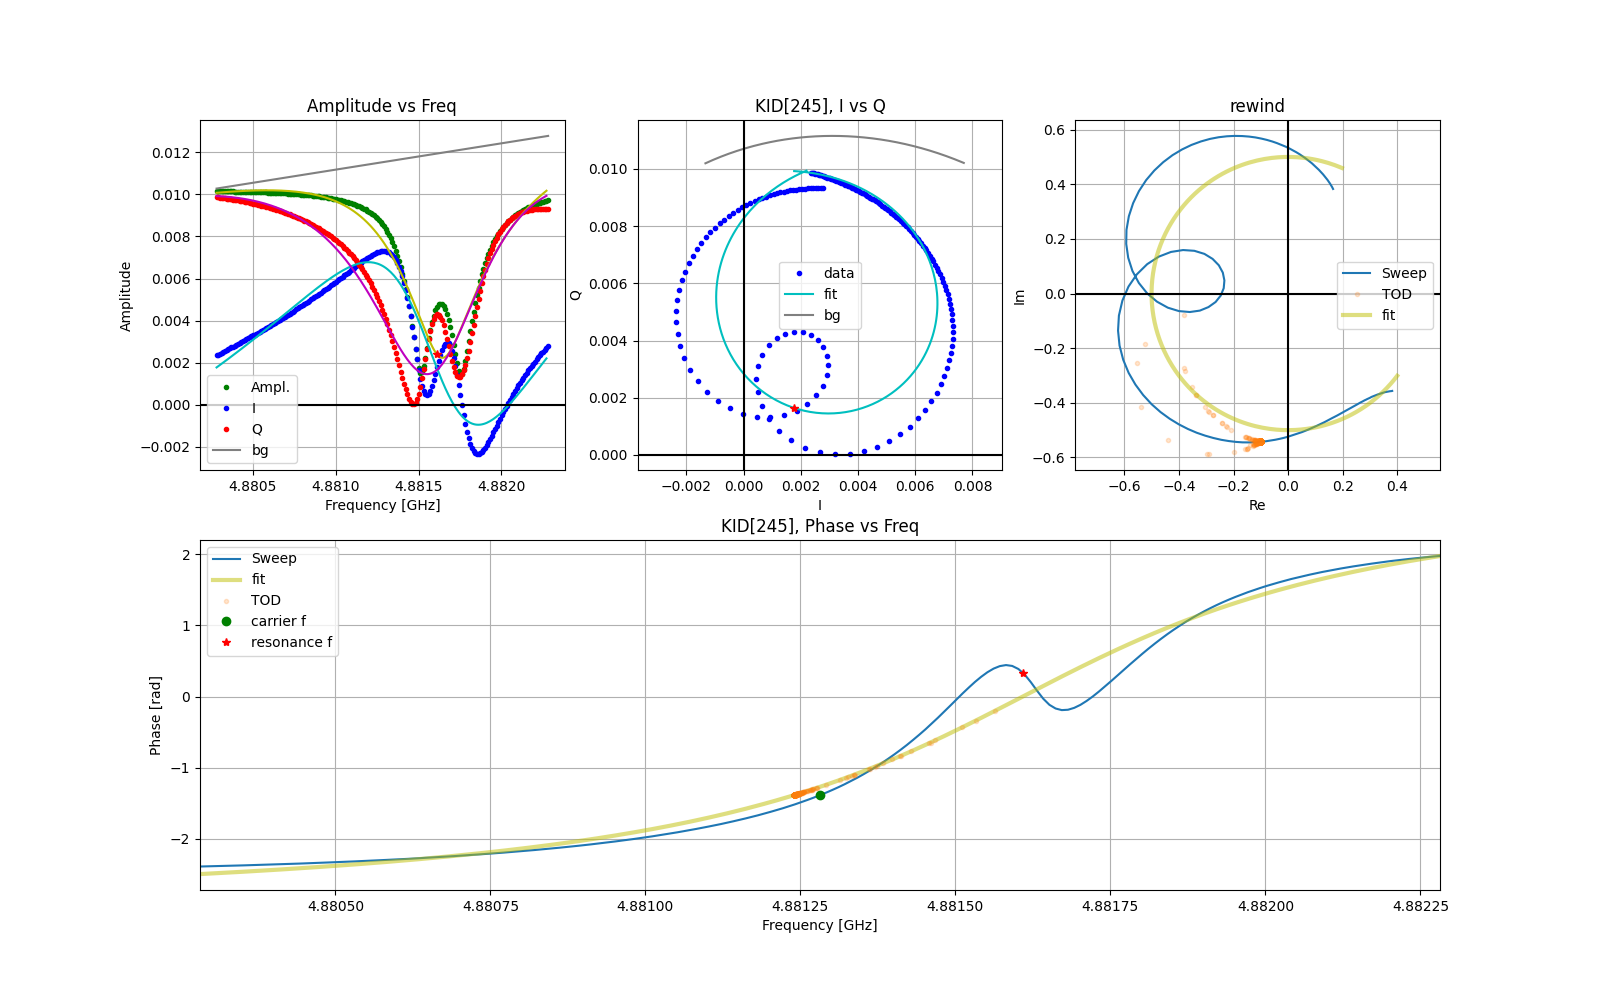 Amplitude vs Freq
0.012
0.010
0.008
0.006
0.004
0.002
0.000
−0.002
Amplitude
Ampl.
I
Q
bg
4.8805
4.8810
4.8815
4.8820
Frequency [GHz]
KID[245], I vs Q
0.010
0.008
0.006
0.004
0.002
0.000
Q
data
fit
bg
−0.002
0.000
0.002
0.004
0.006
0.008
I
rewind
0.6
0.4
0.2
0.0
−0.2
−0.4
−0.6
Im
Sweep
TOD
fit
−0.6
−0.4
−0.2
0.0
0.2
0.4
Re
KID[245], Phase vs Freq
2
1
0
−1
−2
Phase [rad]
Sweep
fit
TOD
carrier f
resonance f
4.88050
4.88075
4.88100
4.88125
4.88150
4.88175
4.88200
4.88225
Frequency [GHz]